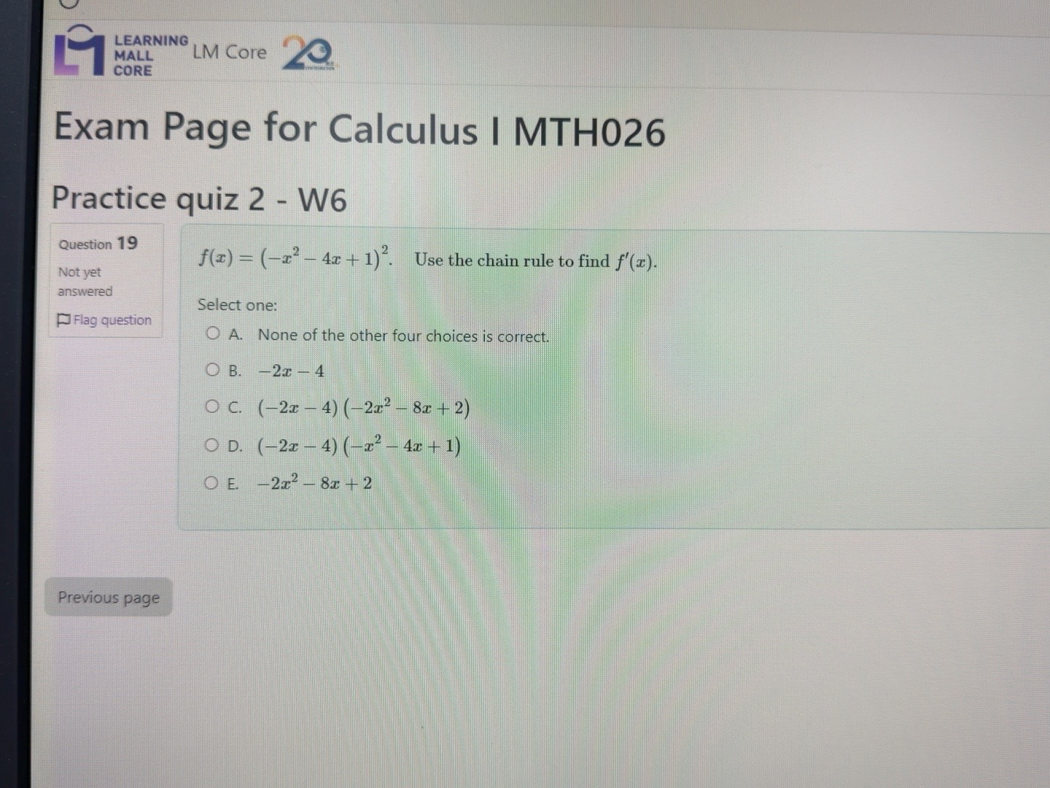 LEARNING
MALL
CORE
LM Core
20
Exam Page for Calculus I MTH026
Practice quiz 2 - W6
Question 19
Not yet
answered
Flag question
f(x) = (−x² − 4x + 1)². Use the chain rule to find f′(x).
Select one:
A. None of the other four choices is correct.
B. −2x − 4
C. (−2x − 4) (−2x² − 8x + 2)
D. (−2x − 4) (−x² − 4x + 1)
E. −2x² − 8x + 2
Previous page